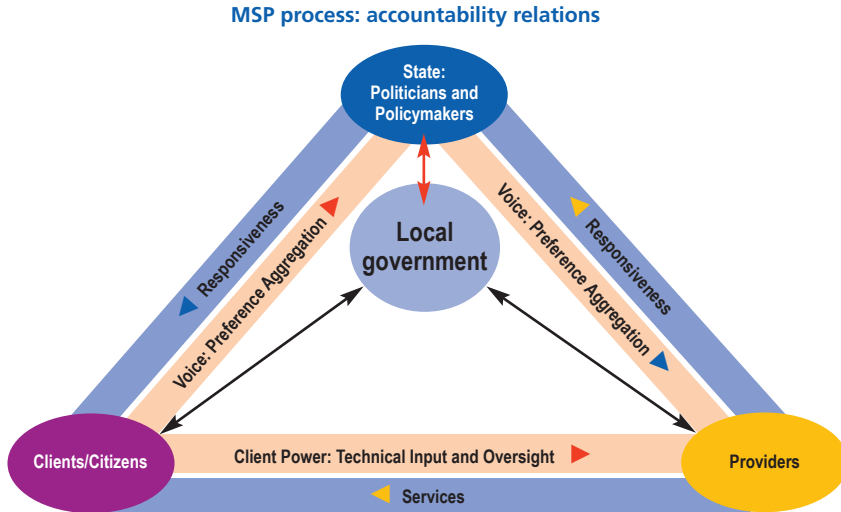 MSP process: accountability relations
State:
Politicians and
Policymakers
Local
government
Responsiveness
Voice: Preference Aggregation
Voice: Preference Aggregation
Responsiveness
Clients/Citizens
Client Power: Technical Input and Oversight
Providers
Services